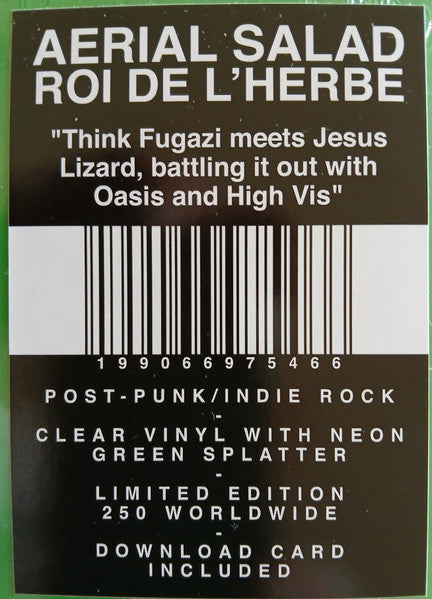 AERIAL SALAD
ROI DE L'HERBE
"Think Fugazi meets Jesus
Lizard, battling it out with
Oasis and High Vis"
199066975466
POST-PUNK/INDIE ROCK
-
CLEAR VINYL WITH NEON
GREEN SPLATTER
-
LIMITED EDITION
250 WORLDWIDE
-
DOWNLOAD CARD
INCLUDED